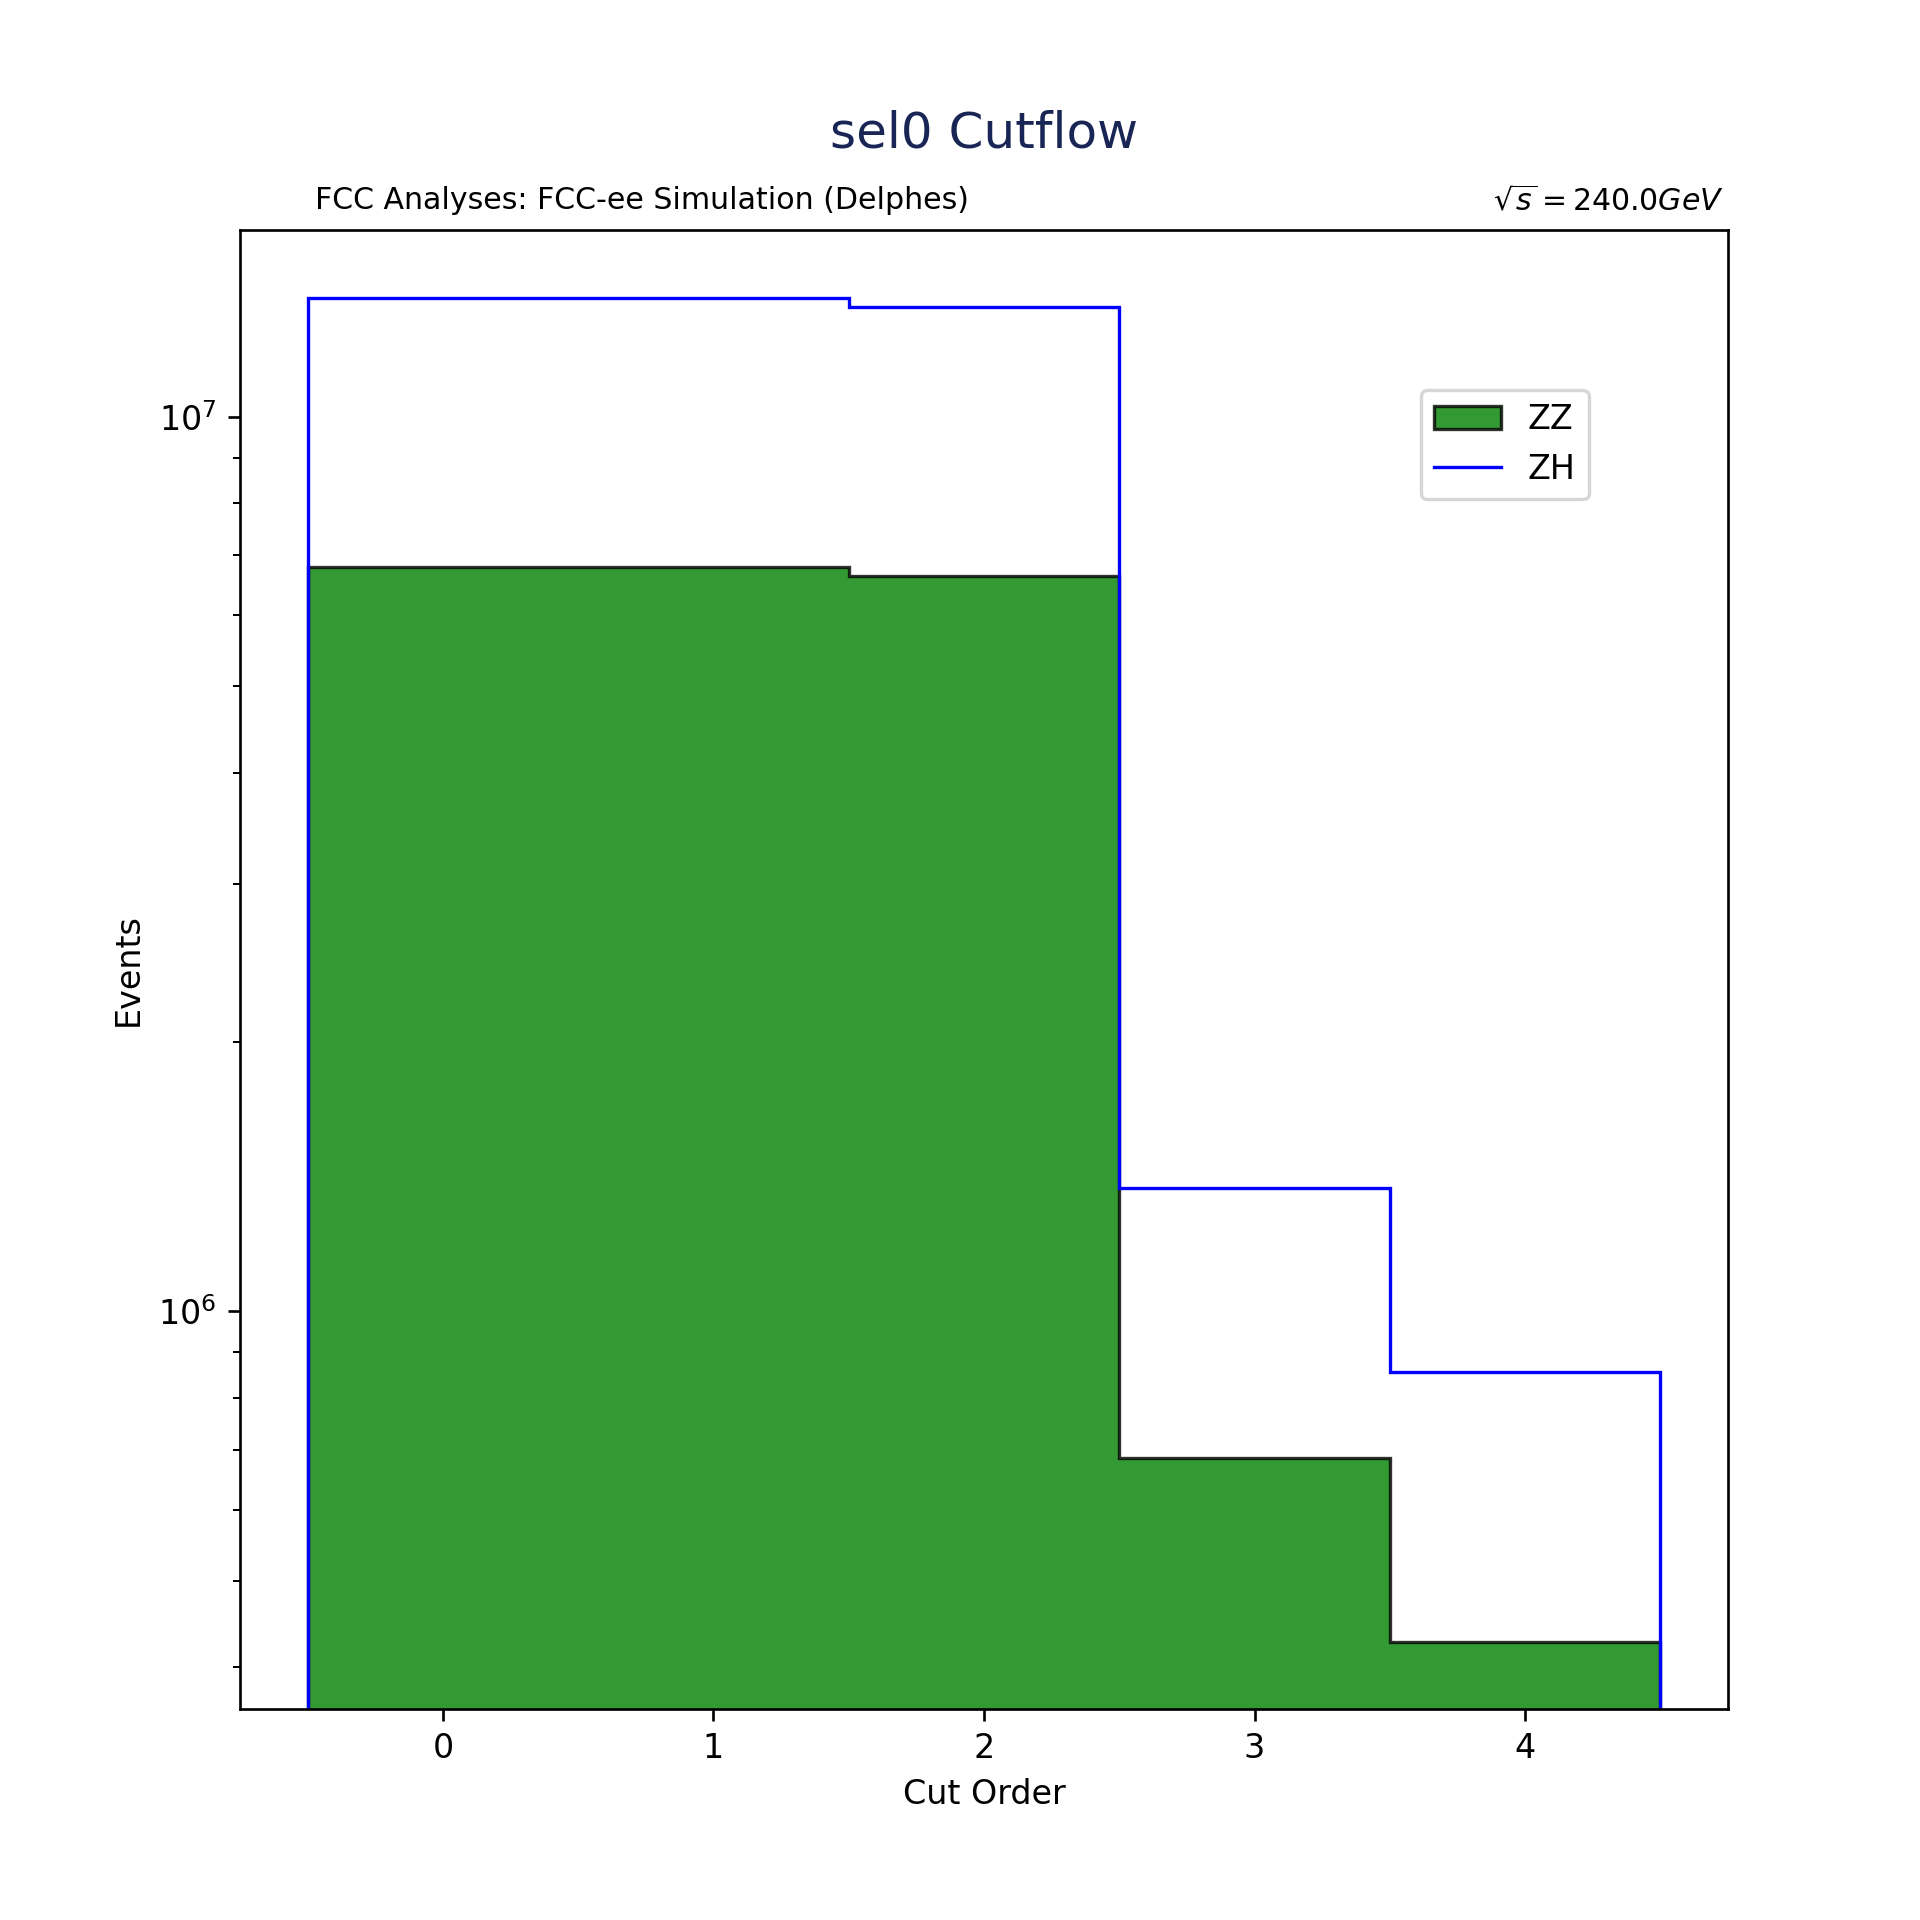 sel0 Cutflow
FCC Analyses: FCC-ee Simulation (Delphes)
√s = 240.0GeV
10⁷
ZZ
ZH
Events
10⁶
0 1 2 3 4
Cut Order